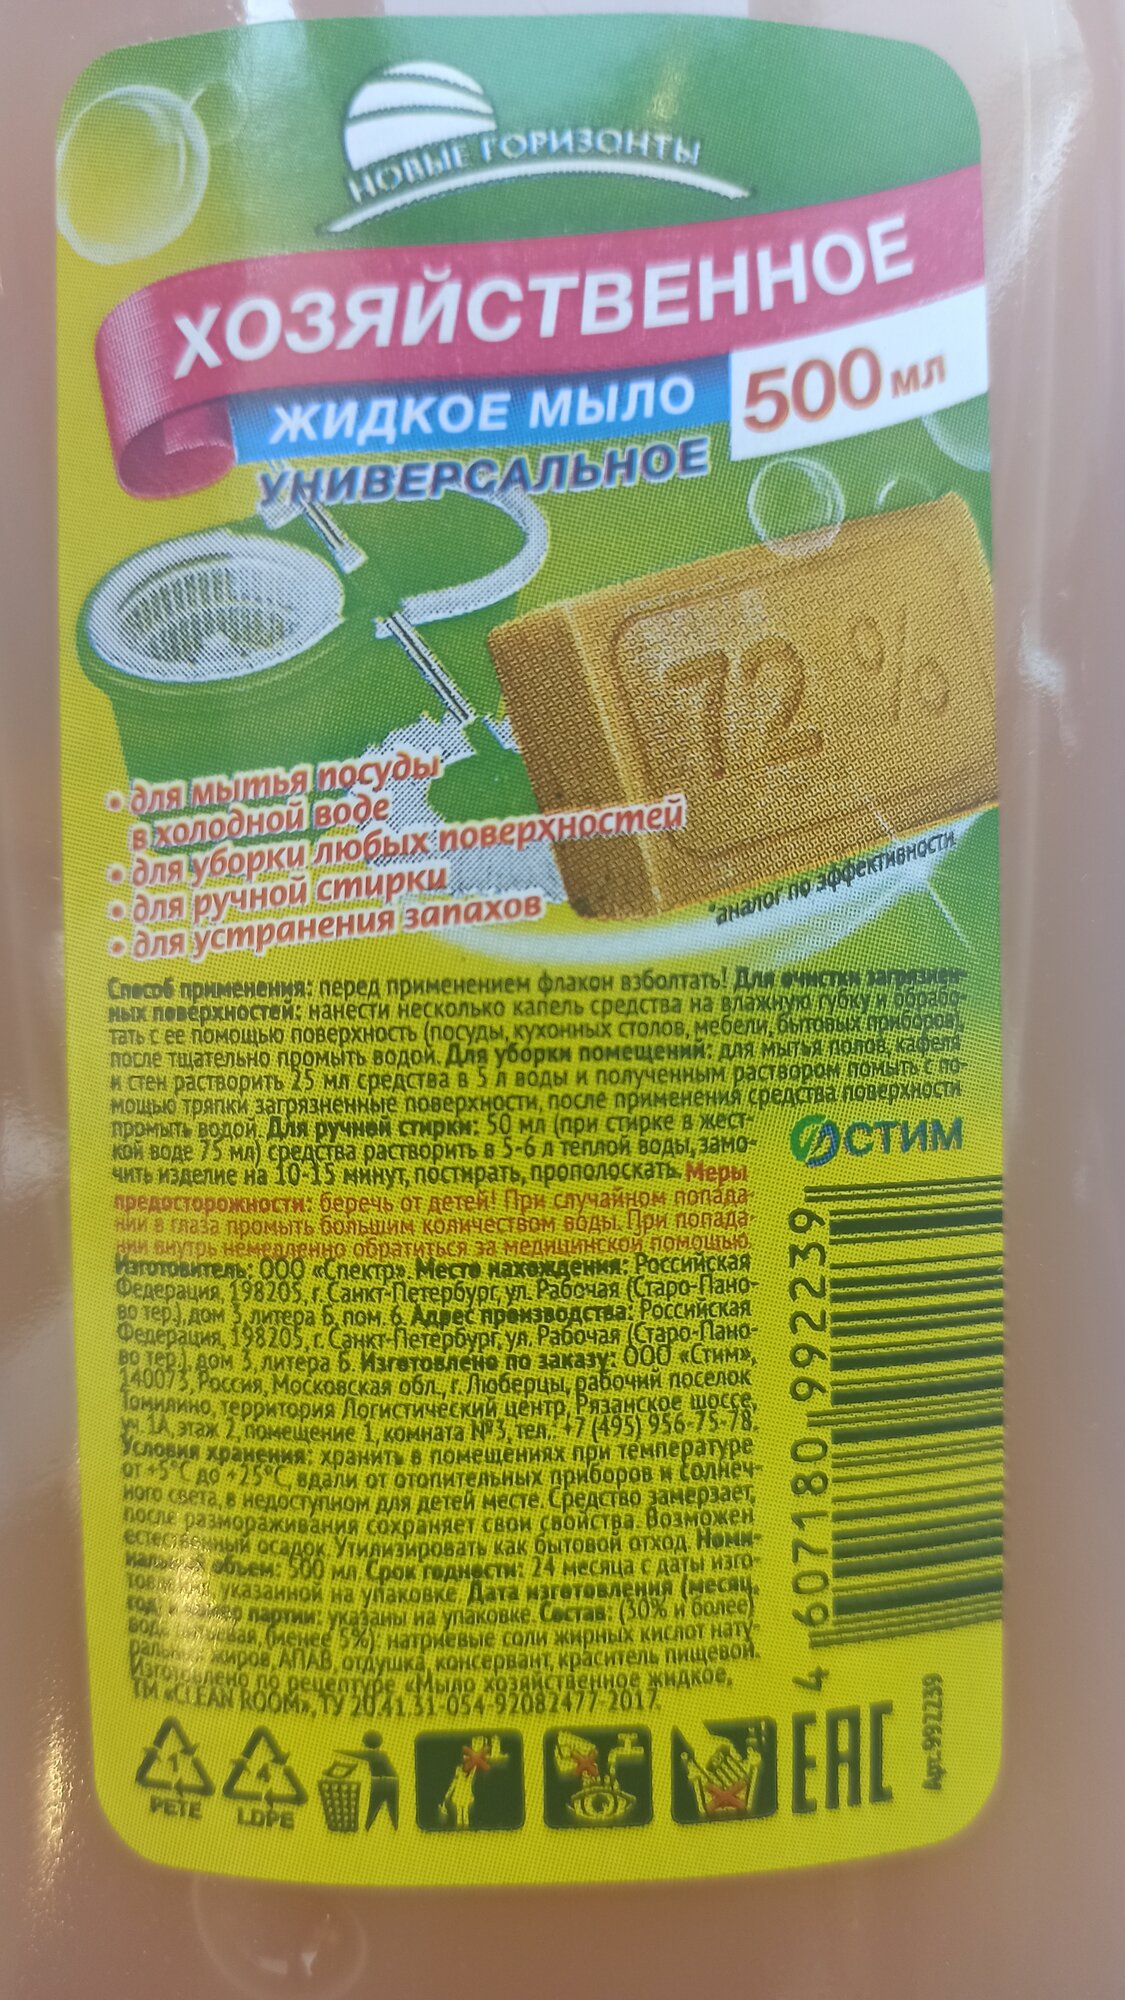 НОВЫЕ ГОРИЗОНТЫ
ХОЗЯЙСТВЕННОЕ
ЖИДКОЕ МЫЛО
500 мл
УНИВЕРСАЛЬНОЕ
72 %
• для мытья посуды
в холодной воде
• для уборки любых поверхностей
• для ручной стирки
• для устранения запахов
*аналог по эффективности
Способ применения: перед применением флакон взболтать! Для очистки загрязнен-
ных поверхностей: нанести несколько капель средства на влажную губку и обрабо-
тать с ее помощью поверхность (посуды, кухонных столов, мебели, бытовых приборов),
после тщательно промыть водой. Для уборки помещений: для мытья полов, кафеля
и стен растворить 25 мл средства в 5 л воды и полученным раствором помыть с по-
мощью тряпки загрязненные поверхности, после применения средства поверхности
промыть водой. Для ручной стирки: 50 мл (при стирке в жест-
кой воде 75 мл) средства растворить в 5-6 л теплой воды, замо-
чить изделие на 10-15 минут, постирать, прополоскать. Меры
предосторожности: беречь от детей! При случайном попада-
нии в глаза промыть большим количеством воды. При попада-
нии внутрь немедленно обратиться за медицинской помощью
Изготовитель: ООО «Спектр». Место нахождения: Российская
Федерация, 198205, г. Санкт-Петербург, ул. Рабочая (Старо-Пано-
во тер.), дом 3, литера Б, пом. 6. Адрес производства: Российская
Федерация, 198205, г. Санкт-Петербург, ул. Рабочая (Старо-Пано-
во тер.), дом 3, литера Б. Изготовлено по заказу: ООО «Стим»,
140073, Россия, Московская обл., г. Люберцы, рабочий поселок
Томилино, территория Логистический центр, Рязанское шоссе,
уч. 1А, этаж 2, помещение 1, комната №3, тел.: +7 (495) 956-75-78.
Условия хранения: хранить в помещениях при температуре
от +5°С до +25°С, вдали от отопительных приборов и солнеч-
ного света, в недоступном для детей месте. Средство замерзает,
после размораживания сохраняет свои свойства. Возможен
естественный осадок. Утилизировать как бытовой отход. Номи-
нальный объем: 500 мл. Срок годности: 24 месяца с даты изго-
товления, указанной на упаковке. Дата изготовления (месяц,
год) и номер партии: указаны на упаковке. Состав: (30% и более)
вода питьевая, (менее 5%): натриевые соли жирных кислот нату-
ральных жиров, АПАВ, отдушка, консервант, краситель пищевой.
Изготовлено по рецептуре «Мыло хозяйственное жидкое,
ТМ «CLEAN ROOM», ТУ 20.41.31-054-92082477-2017.
СТИМ
4 607180 992239
1
PETE
4
LDPE
EAC
Арт.992239